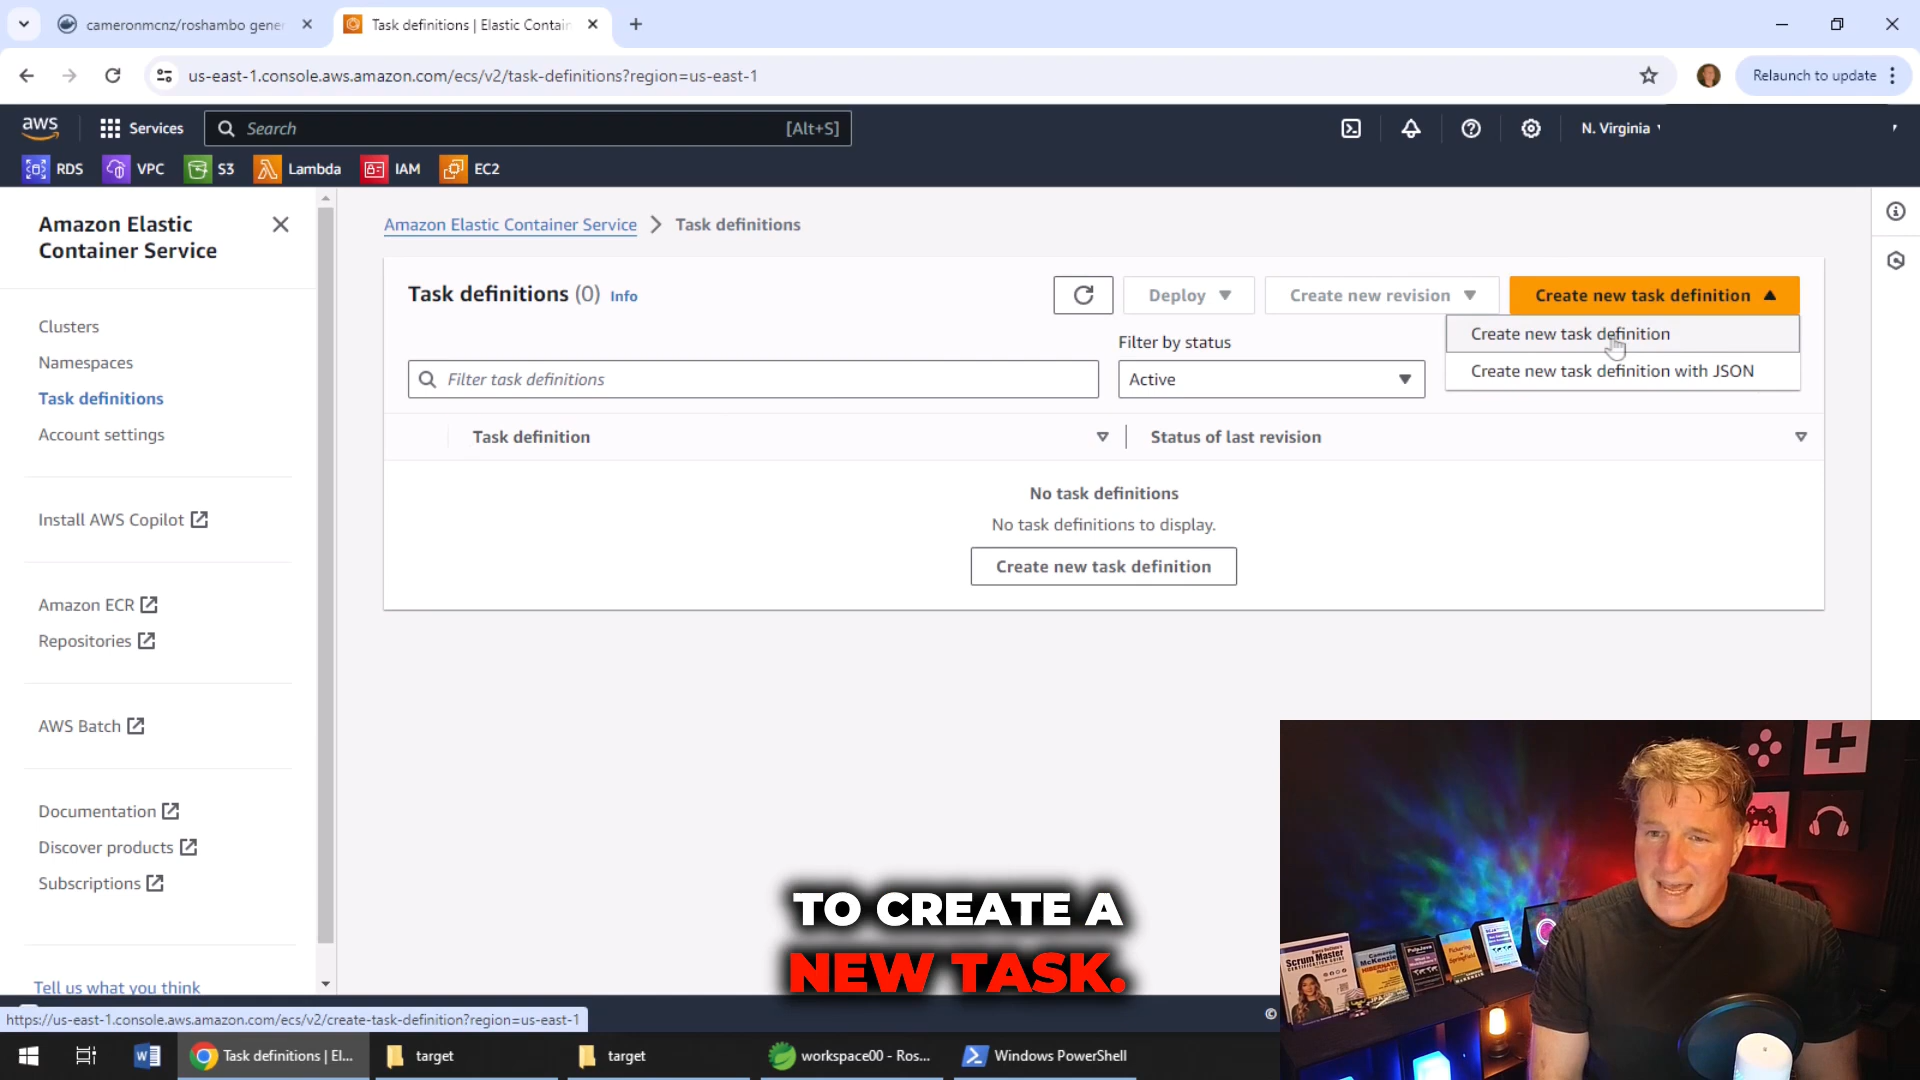 cameronmcnz/roshambo gener
Task definitions | Elastic Contain
us-east-1.console.aws.amazon.com/ecs/v2/task-definitions?region=us-east-1
Relaunch to update
aws
Services
Search
[Alt+S]
N. Virginia
RDS
VPC
S3
Lambda
IAM
EC2
Amazon Elastic
Container Service
Clusters
Namespaces
Task definitions
Account settings
Install AWS Copilot
Amazon ECR
Repositories
AWS Batch
Documentation
Discover products
Subscriptions
Tell us what you think
Amazon Elastic Container Service
Task definitions
Task definitions (0) Info
Deploy
Create new revision
Create new task definition
Create new task definition
Create new task definition with JSON
Filter by status
Filter task definitions
Active
Task definition
Status of last revision
No task definitions
No task definitions to display.
Create new task definition
TO CREATE A
NEW TASK.
Scrum Master
Cameron
McKenzie
HIBERNATE
https://us-east-1.console.aws.amazon.com/ecs/v2/create-task-definition?region=us-east-1
©
Task definitions | El...
target
target
workspace00 - Ros...
Windows PowerShell